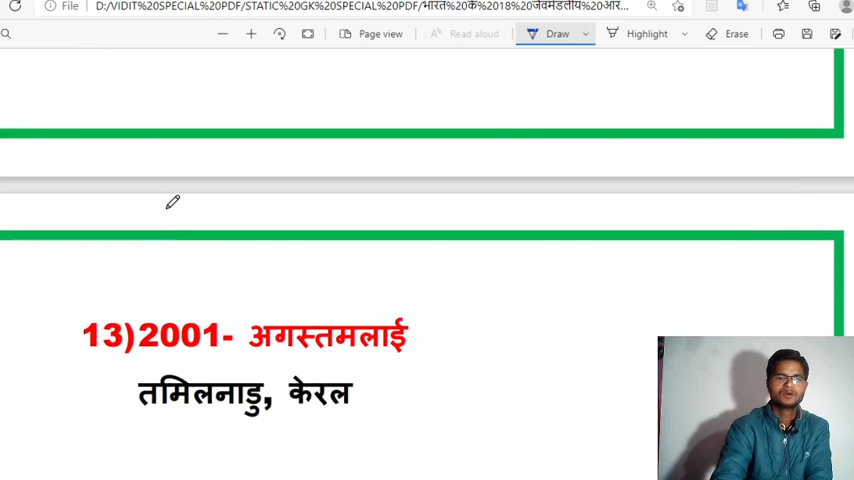 File D:/VIDIT%20SPECIAL%20PDF/STATIC%20GK%20SPECIAL%20PDF/भारत%20के%2018%20जैवमंडलीय%20आर...
Page view Read aloud Draw Highlight Erase
13)2001- अगस्तमलाई
तमिलनाडु, केरल